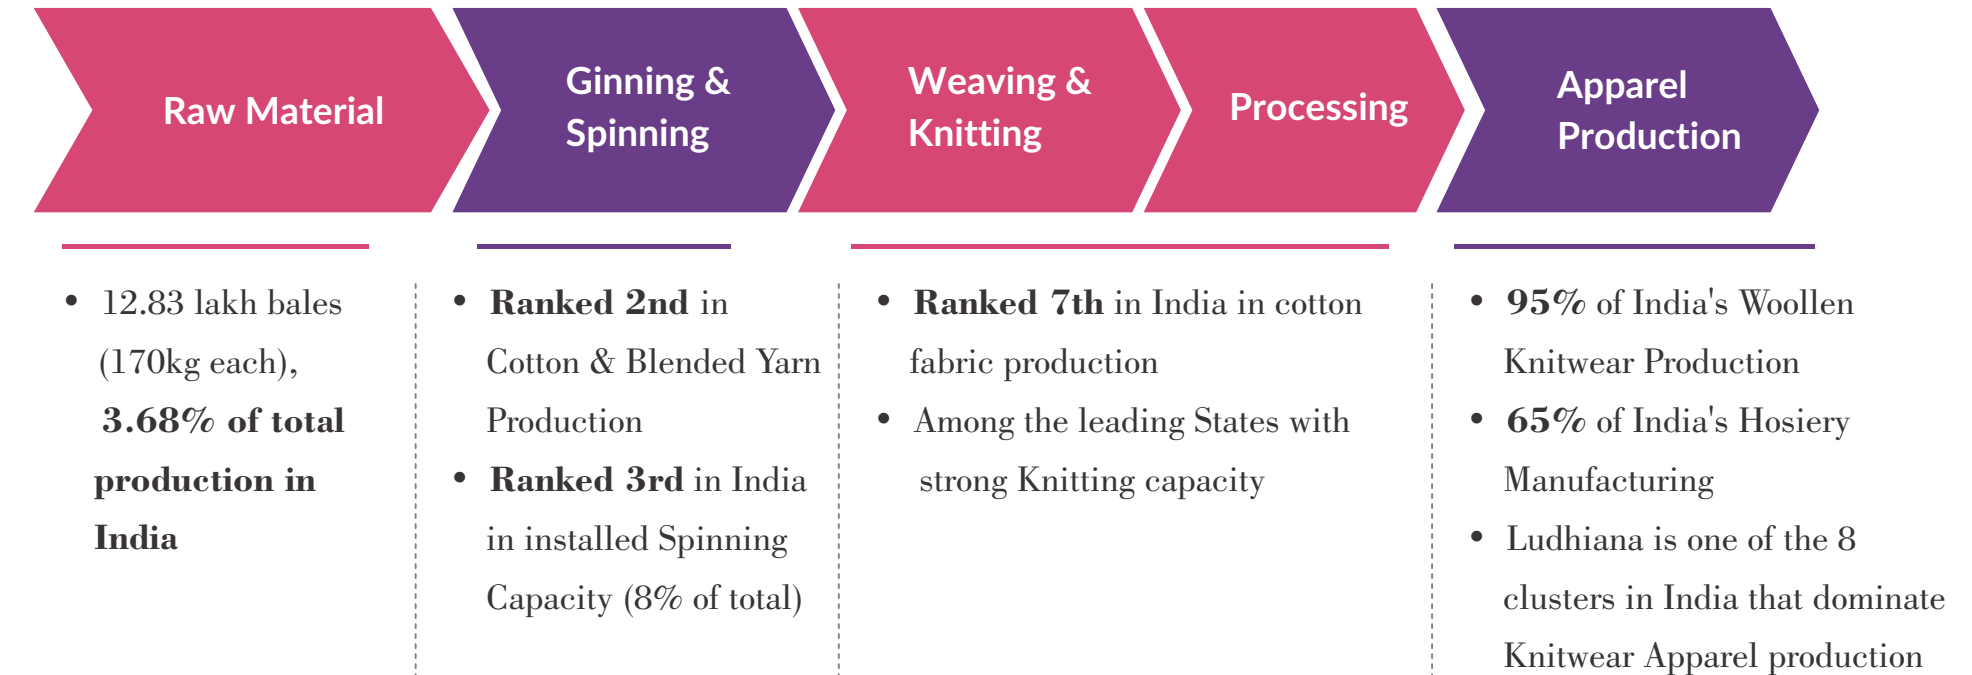 Raw Material
Ginning &
Spinning
Weaving &
Knitting
Processing
Apparel
Production
• 12.83 lakh bales
(170kg each),
3.68% of total
production in
India
• Ranked 2nd in
Cotton & Blended Yarn
Production
• Ranked 3rd in India
in installed Spinning
Capacity (8% of total)
• Ranked 7th in India in cotton
fabric production
• Among the leading States with
strong Knitting capacity
• 95% of India's Woollen
Knitwear Production
• 65% of India's Hosiery
Manufacturing
• Ludhiana is one of the 8
clusters in India that dominate
Knitwear Apparel production